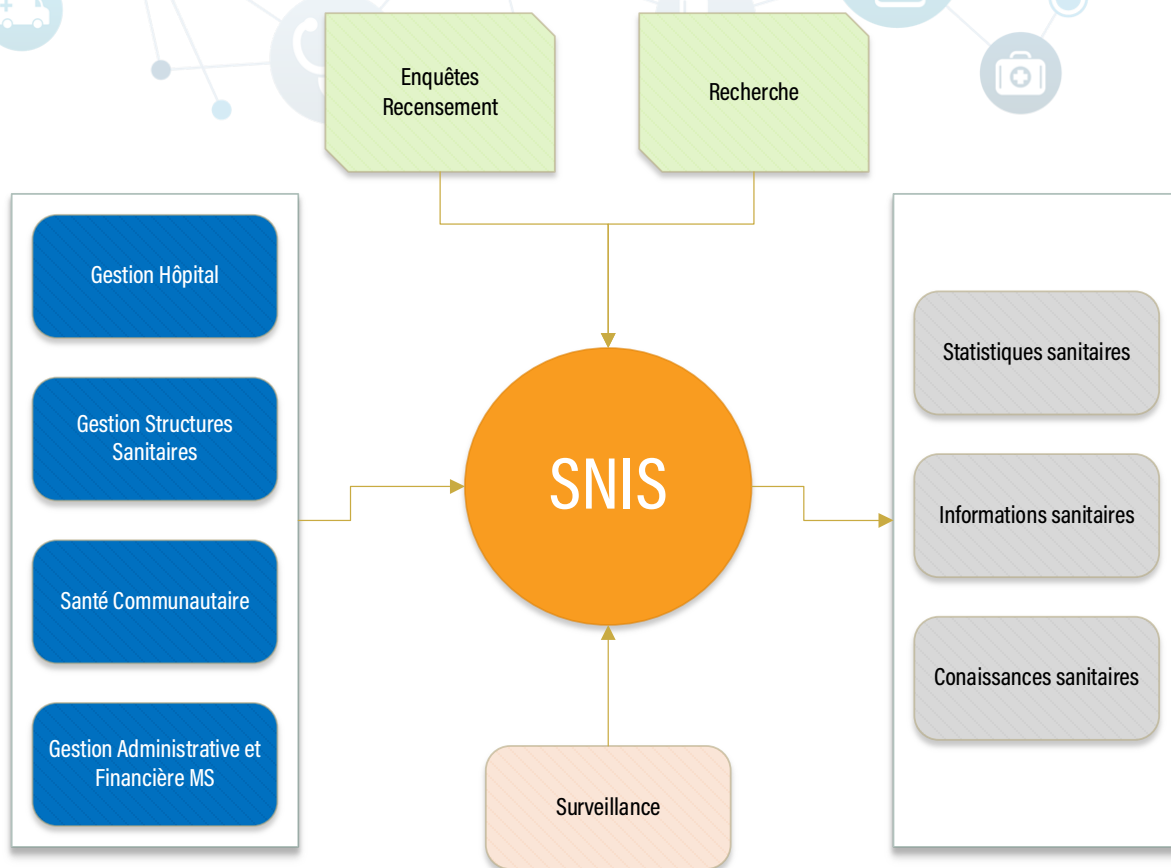 Enquêtes
Recensement
Recherche
Gestion Hôpital
Gestion Structures
Sanitaires
Santé Communautaire
Gestion Administrative et
Financière MS
SNIS
Surveillance
Statistiques sanitaires
Informations sanitaires
Conaissances sanitaires